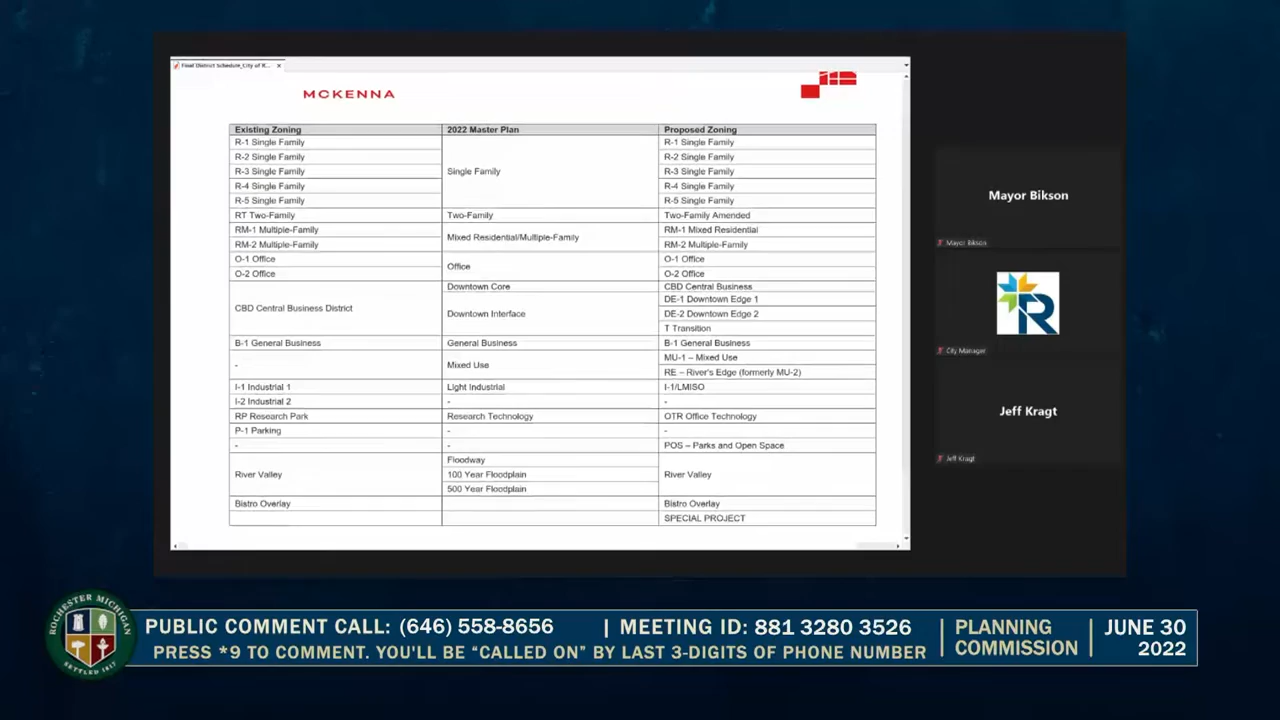 Final District Schedule_City of R...
MCKENNA
Existing Zoning 2022 Master Plan Proposed Zoning
R-1 Single Family R-1 Single Family
R-2 Single Family R-2 Single Family
R-3 Single Family Single Family R-3 Single Family
R-4 Single Family R-4 Single Family
R-5 Single Family R-5 Single Family
RT Two-Family Two-Family Two-Family Amended
RM-1 Multiple-Family RM-1 Mixed Residential
Mixed Residential/Multiple-Family
RM-2 Multiple-Family RM-2 Multiple-Family
O-1 Office O-1 Office
Office
O-2 Office O-2 Office
Downtown Core CBD Central Business
DE-1 Downtown Edge 1
CBD Central Business District
Downtown Interface DE-2 Downtown Edge 2
T Transition
B-1 General Business General Business B-1 General Business
MU-1 – Mixed Use
- Mixed Use
RE – River's Edge (formerly MU-2)
I-1 Industrial 1 Light Industrial I-1/LMISO
I-2 Industrial 2 - -
RP Research Park Research Technology OTR Office Technology
P-1 Parking - -
- - POS – Parks and Open Space
Floodway
River Valley 100 Year Floodplain River Valley
500 Year Floodplain
Bistro Overlay Bistro Overlay
SPECIAL PROJECT
Mayor Bikson
Mayor Bikson
R
City Manager
Jeff Kragt
Jeff Kragt
ROCHESTER MICHIGAN
SETTLED 1817
PUBLIC COMMENT CALL: (646) 558-8656 | MEETING ID: 881 3280 3526
PRESS *9 TO COMMENT. YOU'LL BE “CALLED ON” BY LAST 3-DIGITS OF PHONE NUMBER
PLANNING
COMMISSION
JUNE 30
2022